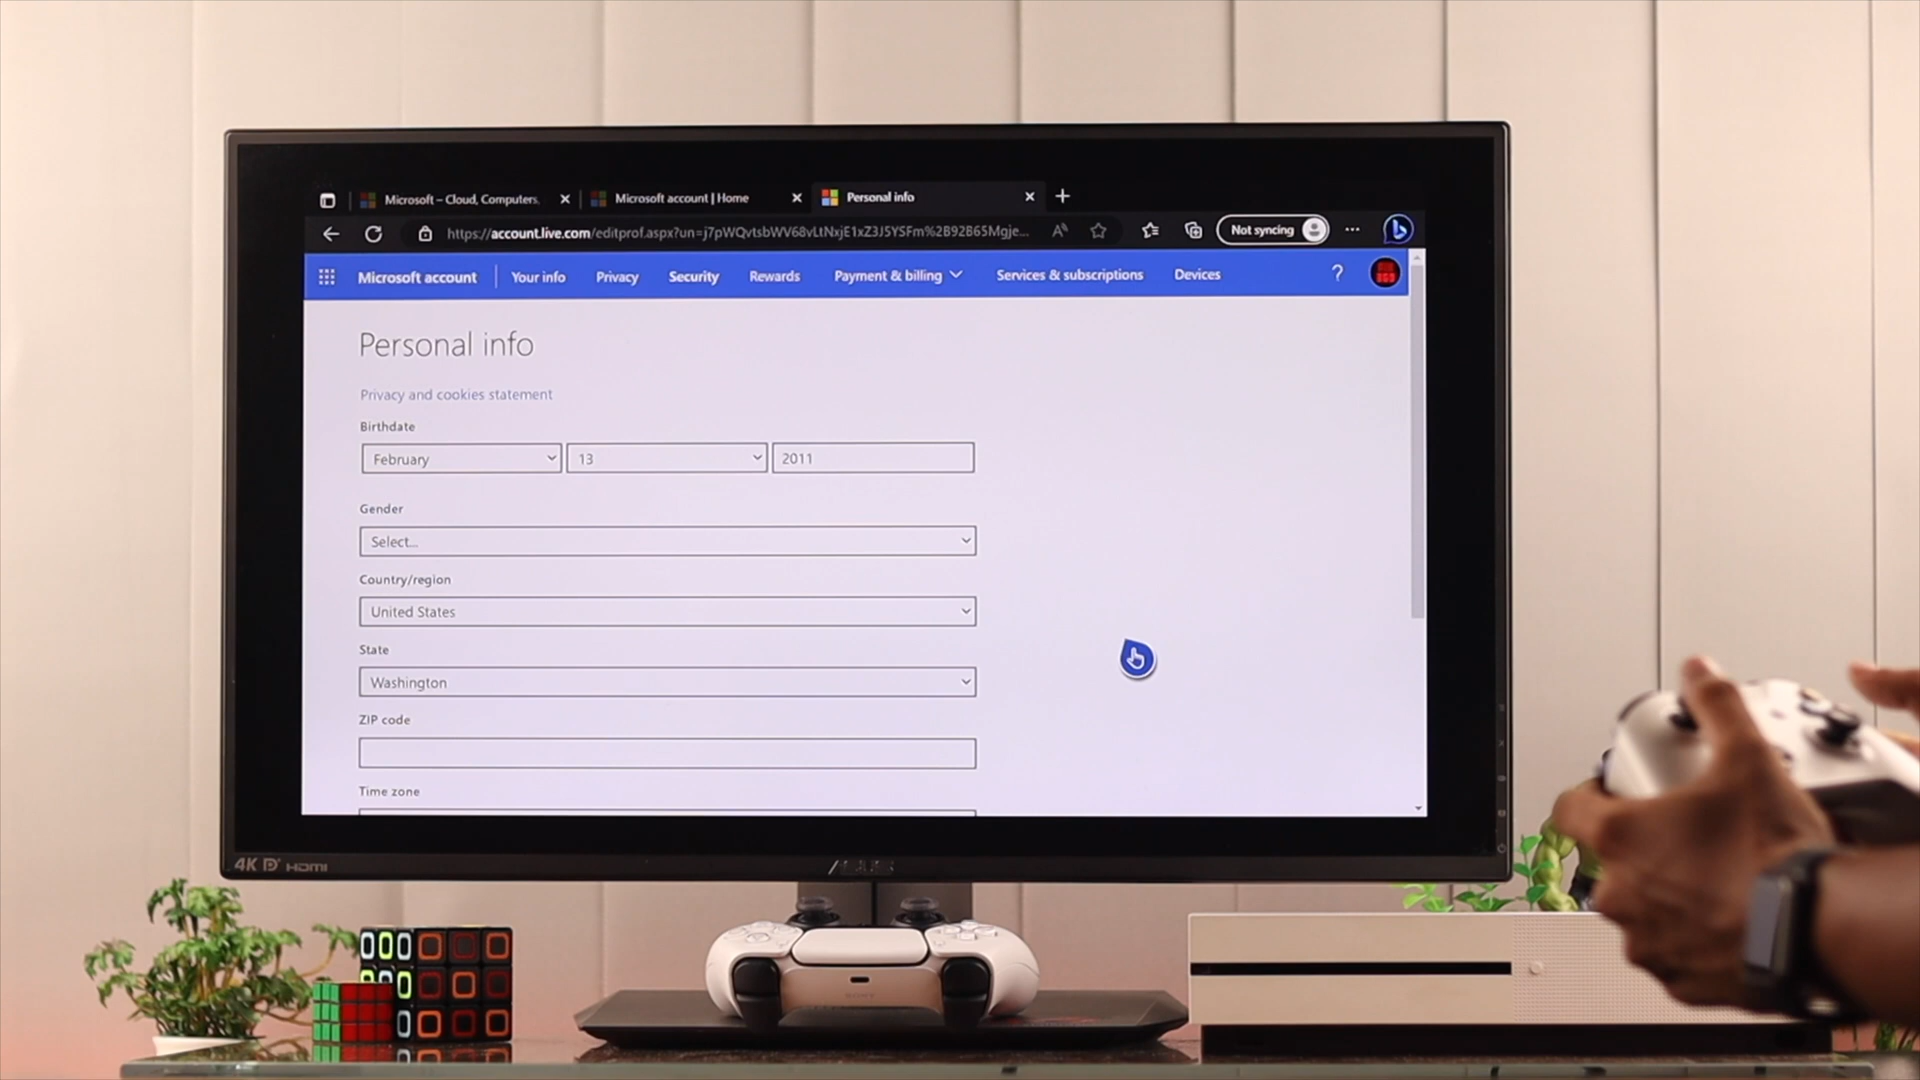 Microsoft – Cloud, Computers,
Microsoft account | Home
Personal info
https://account.live.com/editprof.aspx?un=j7pWQvtsbWV68vLtNxjE1xZ3J5YSFm%2B92B65Mgje...
Not syncing
Microsoft account
Your info
Privacy
Security
Rewards
Payment & billing
Services & subscriptions
Devices
?
Personal info
Privacy and cookies statement
Birthdate
February
13
2011
Gender
Select...
Country/region
United States
State
Washington
ZIP code
Time zone
4K HDMI
SONY